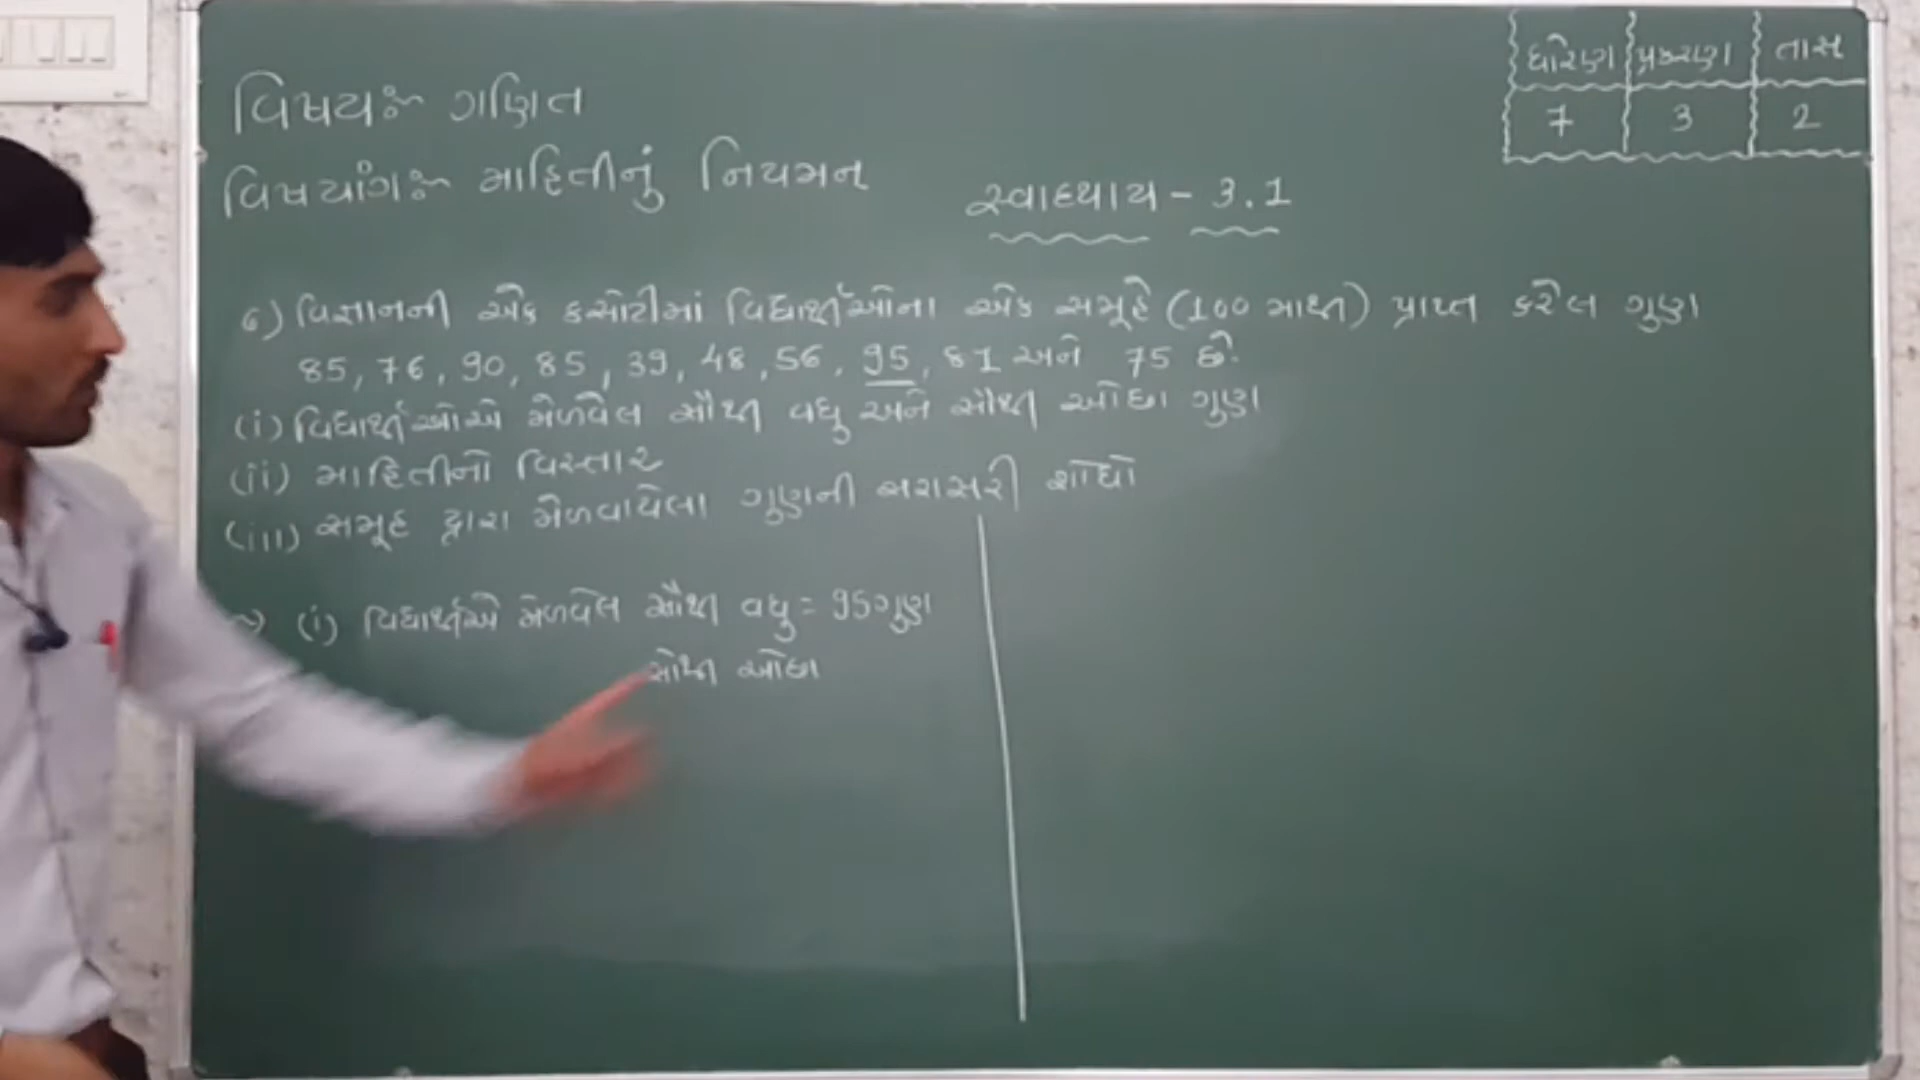 વિષય:~ ગણિત
ધોરણ પ્રકરણ તાસ
7 3 2
વિષયાંગ:~ માહિતીનું નિયમન
સ્વાધ્યાય - 3.1
૬) વિજ્ઞાનની એક કસોટીમાં વિદ્યાર્થીઓના એક સમૂહે (100 માંથી) પ્રાપ્ત કરેલ ગુણ
85, 76, 90, 85, 39, 48, 56, 95, 81 અને 75 છે.
(i) વિદ્યાર્થીઓએ મેળવેલ સૌથી વધુ અને સૌથી ઓછા ગુણ
(ii) માહિતીનો વિસ્તાર
(iii) સમૂહ દ્વારા મેળવાયેલા ગુણની સરાસરી શોધો
(i) વિદ્યાર્થીએ મેળવેલ સૌથી વધુ = 95 ગુણ
સૌથી ઓછા